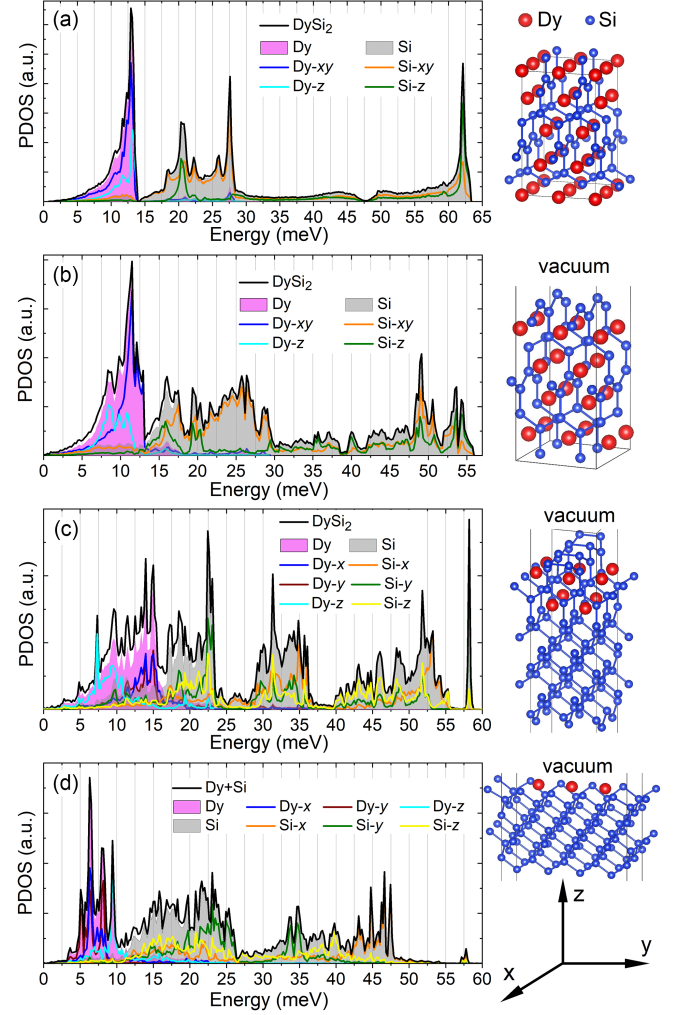 (a)
DySi2
Dy
Si
Dy-xy
Si-xy
Dy-z
Si-z
PDOS (a.u.)
0 5 10 15 20 25 30 35 40 45 50 55 60 65
Energy (meV)
Dy Si
(b)
DySi2
Dy
Si
Dy-xy
Si-xy
Dy-z
Si-z
PDOS (a.u.)
0 5 10 15 20 25 30 35 40 45 50 55
Energy (meV)
vacuum
(c)
DySi2
Dy
Si
Dy-x
Si-x
Dy-y
Si-y
Dy-z
Si-z
PDOS (a.u.)
0 5 10 15 20 25 30 35 40 45 50 55 60
Energy (meV)
vacuum
(d)
Dy+Si
Dy Dy-x Dy-y Dy-z
Si Si-x Si-y Si-z
PDOS (a.u.)
0 5 10 15 20 25 30 35 40 45 50 55 60
Energy (meV)
vacuum
z
y
x